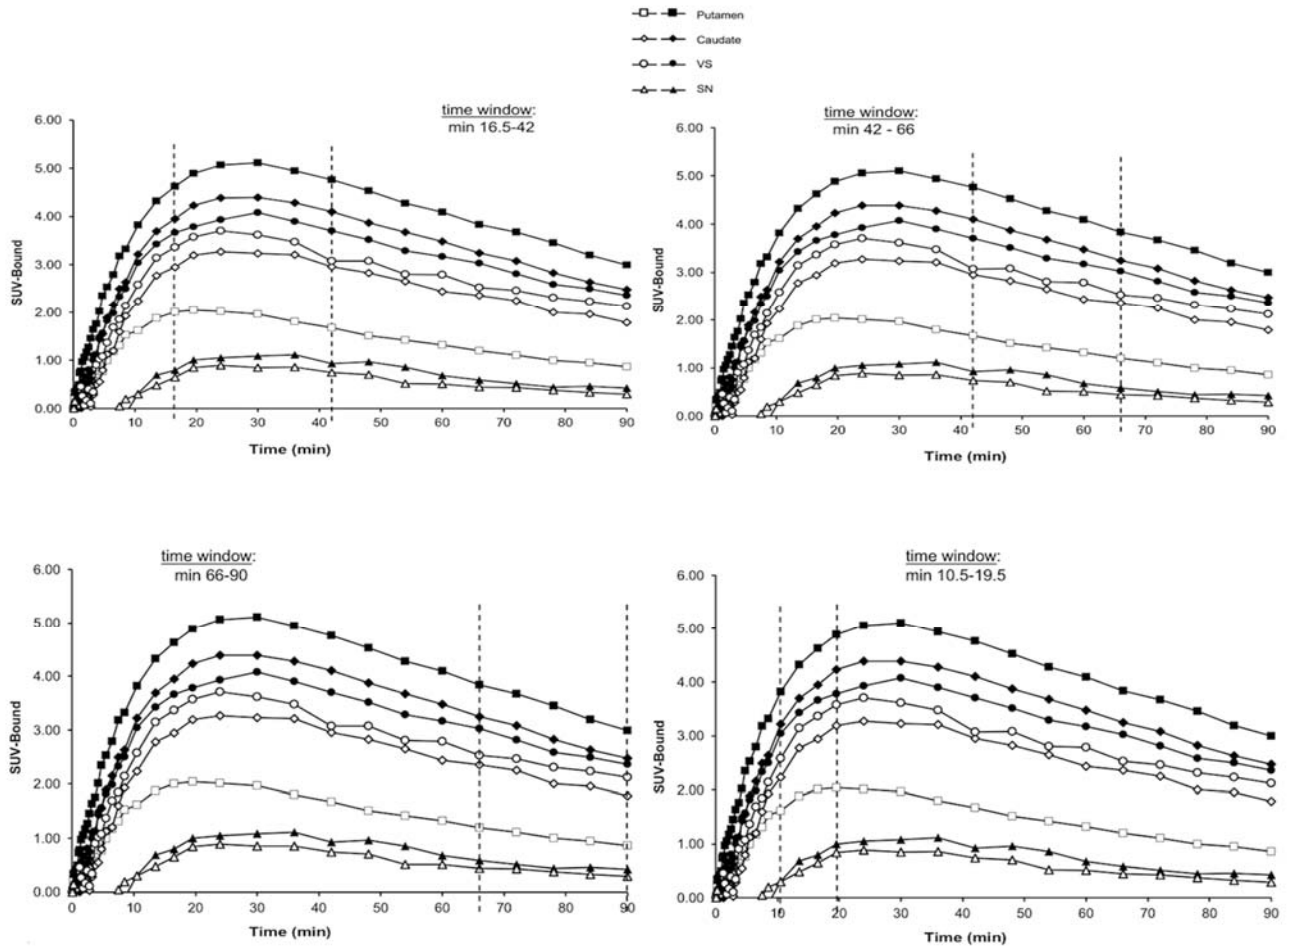 Putamen
Caudate
VS
SN
time window:
min 16.5-42
6.00
5.00
4.00
3.00
2.00
1.00
0.00
SUV-Bound
0 10 20 30 40 50 60 70 80 90
Time (min)
time window:
min 42 - 66
6.00
5.00
4.00
3.00
2.00
1.00
0.00
SUV-Bound
0 10 20 30 40 50 60 70 80 90
Time (min)
time window:
min 66-90
6.00
5.00
4.00
3.00
2.00
1.00
0.00
SUV-Bound
0 10 20 30 40 50 60 70 80 90
Time (min)
time window:
min 10.5-19.5
6.00
5.00
4.00
3.00
2.00
1.00
0.00
SUV-Bound
0 10 20 30 40 50 60 70 80 90
Time (min)